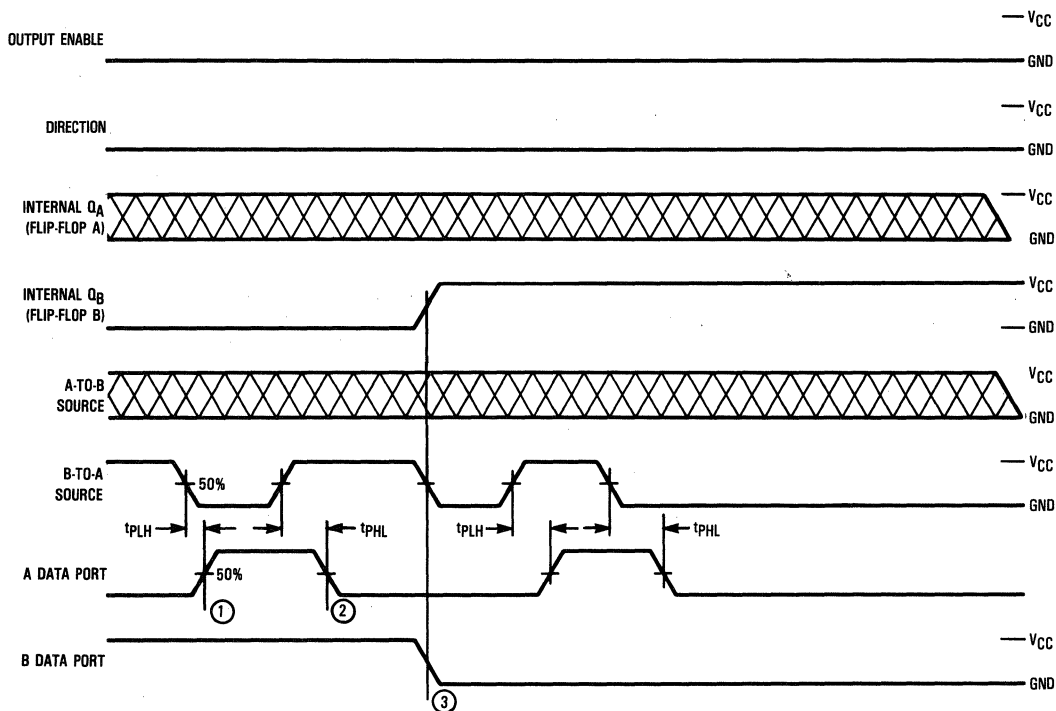 OUTPUT ENABLE
VCC
GND
DIRECTION
VCC
GND
INTERNAL QA
(FLIP-FLOP A)
VCC
GND
INTERNAL QB
(FLIP-FLOP B)
VCC
GND
A-TO-B
SOURCE
VCC
GND
B-TO-A
SOURCE
50%
VCC
GND
tPLH
tPHL
tPLH
tPHL
A DATA PORT
50%
1
2
B DATA PORT
VCC
GND
3